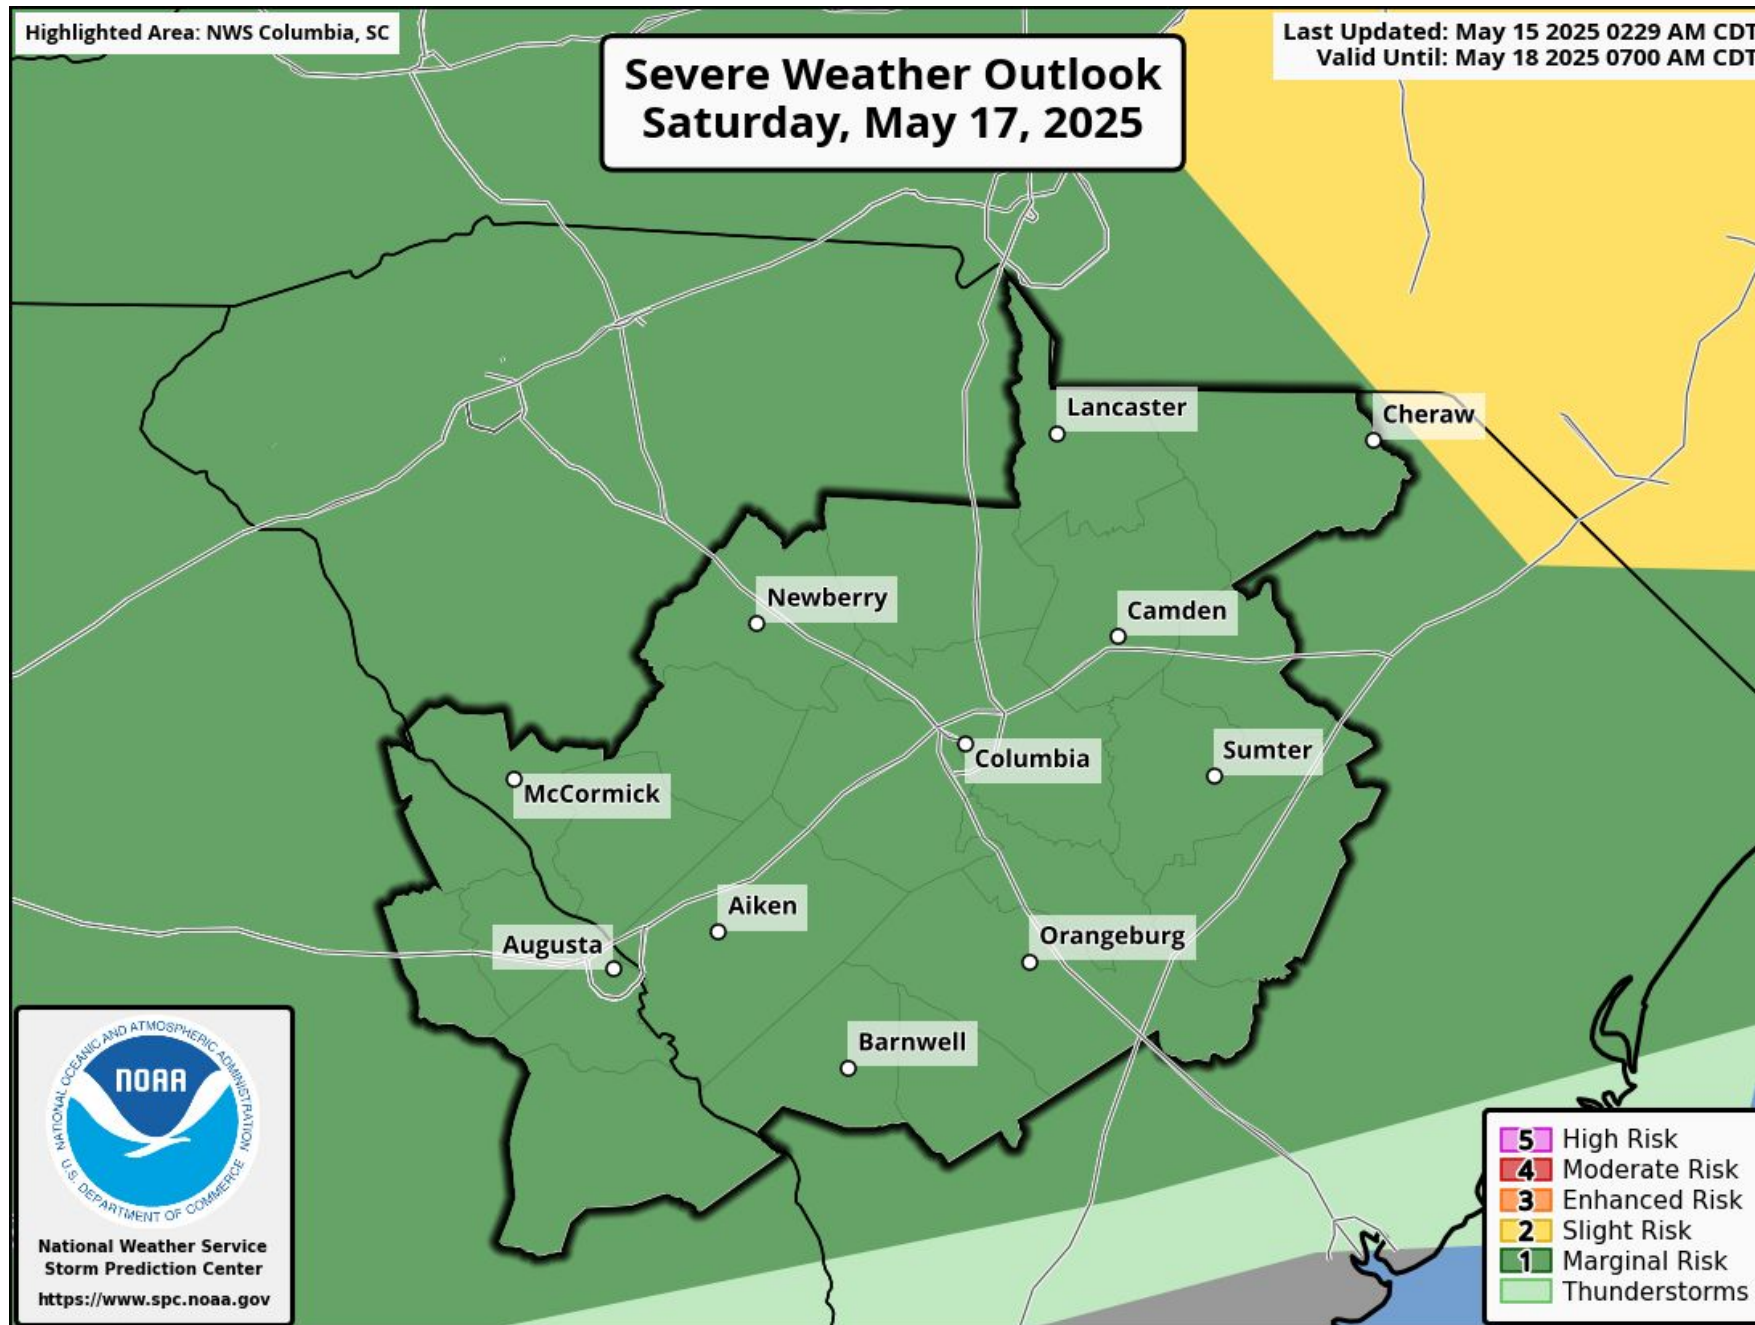 Highlighted Area: NWS Columbia, SC
Last Updated: May 15 2025 0229 AM CDT
Valid Until: May 18 2025 0700 AM CDT
Severe Weather Outlook
Saturday, May 17, 2025
Lancaster
Cheraw
Newberry
Camden
Columbia
Sumter
McCormick
Aiken
Augusta
Orangeburg
Barnwell
NATIONAL OCEANIC AND ATMOSPHERIC ADMINISTRATION
NOAA
U.S. DEPARTMENT OF COMMERCE
National Weather Service
Storm Prediction Center
https://www.spc.noaa.gov
5 High Risk
4 Moderate Risk
3 Enhanced Risk
2 Slight Risk
1 Marginal Risk
Thunderstorms